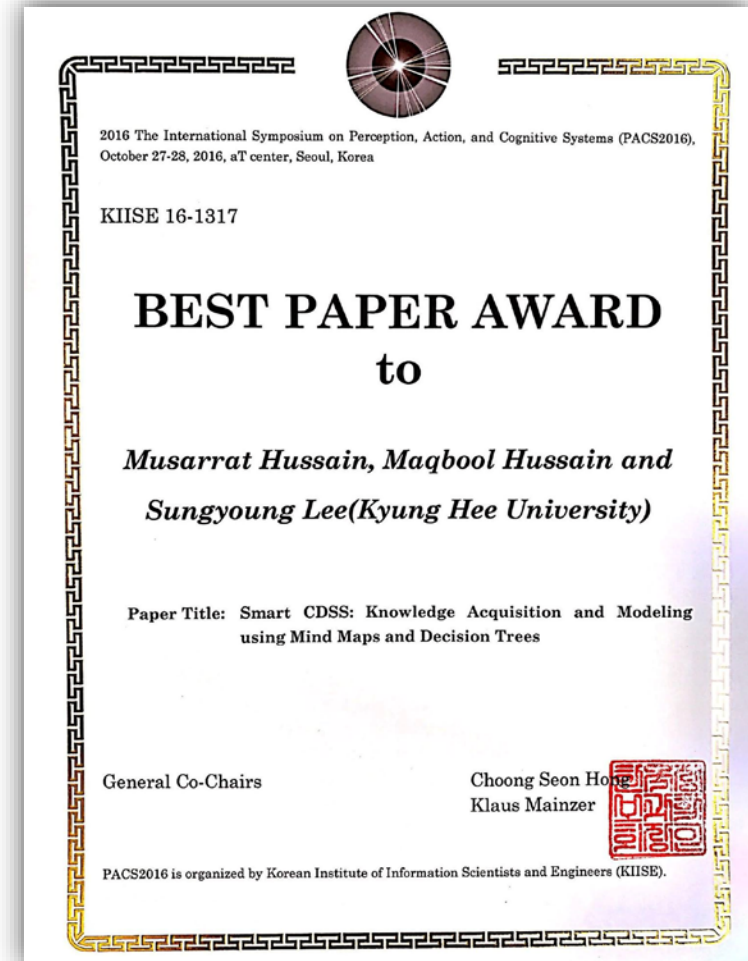 2016 The International Symposium on Perception, Action, and Cognitive Systems (PACS2016),
October 27-28, 2016, aT center, Seoul, Korea
KIISE 16-1317
BEST PAPER AWARD
to
Musarrat Hussain, Maqbool Hussain and
Sungyoung Lee(Kyung Hee University)
Paper Title: Smart CDSS: Knowledge Acquisition and Modeling
using Mind Maps and Decision Trees
General Co-Chairs
Choong Seon Hong
Klaus Mainzer
PACS2016 is organized by Korean Institute of Information Scientists and Engineers (KIISE).